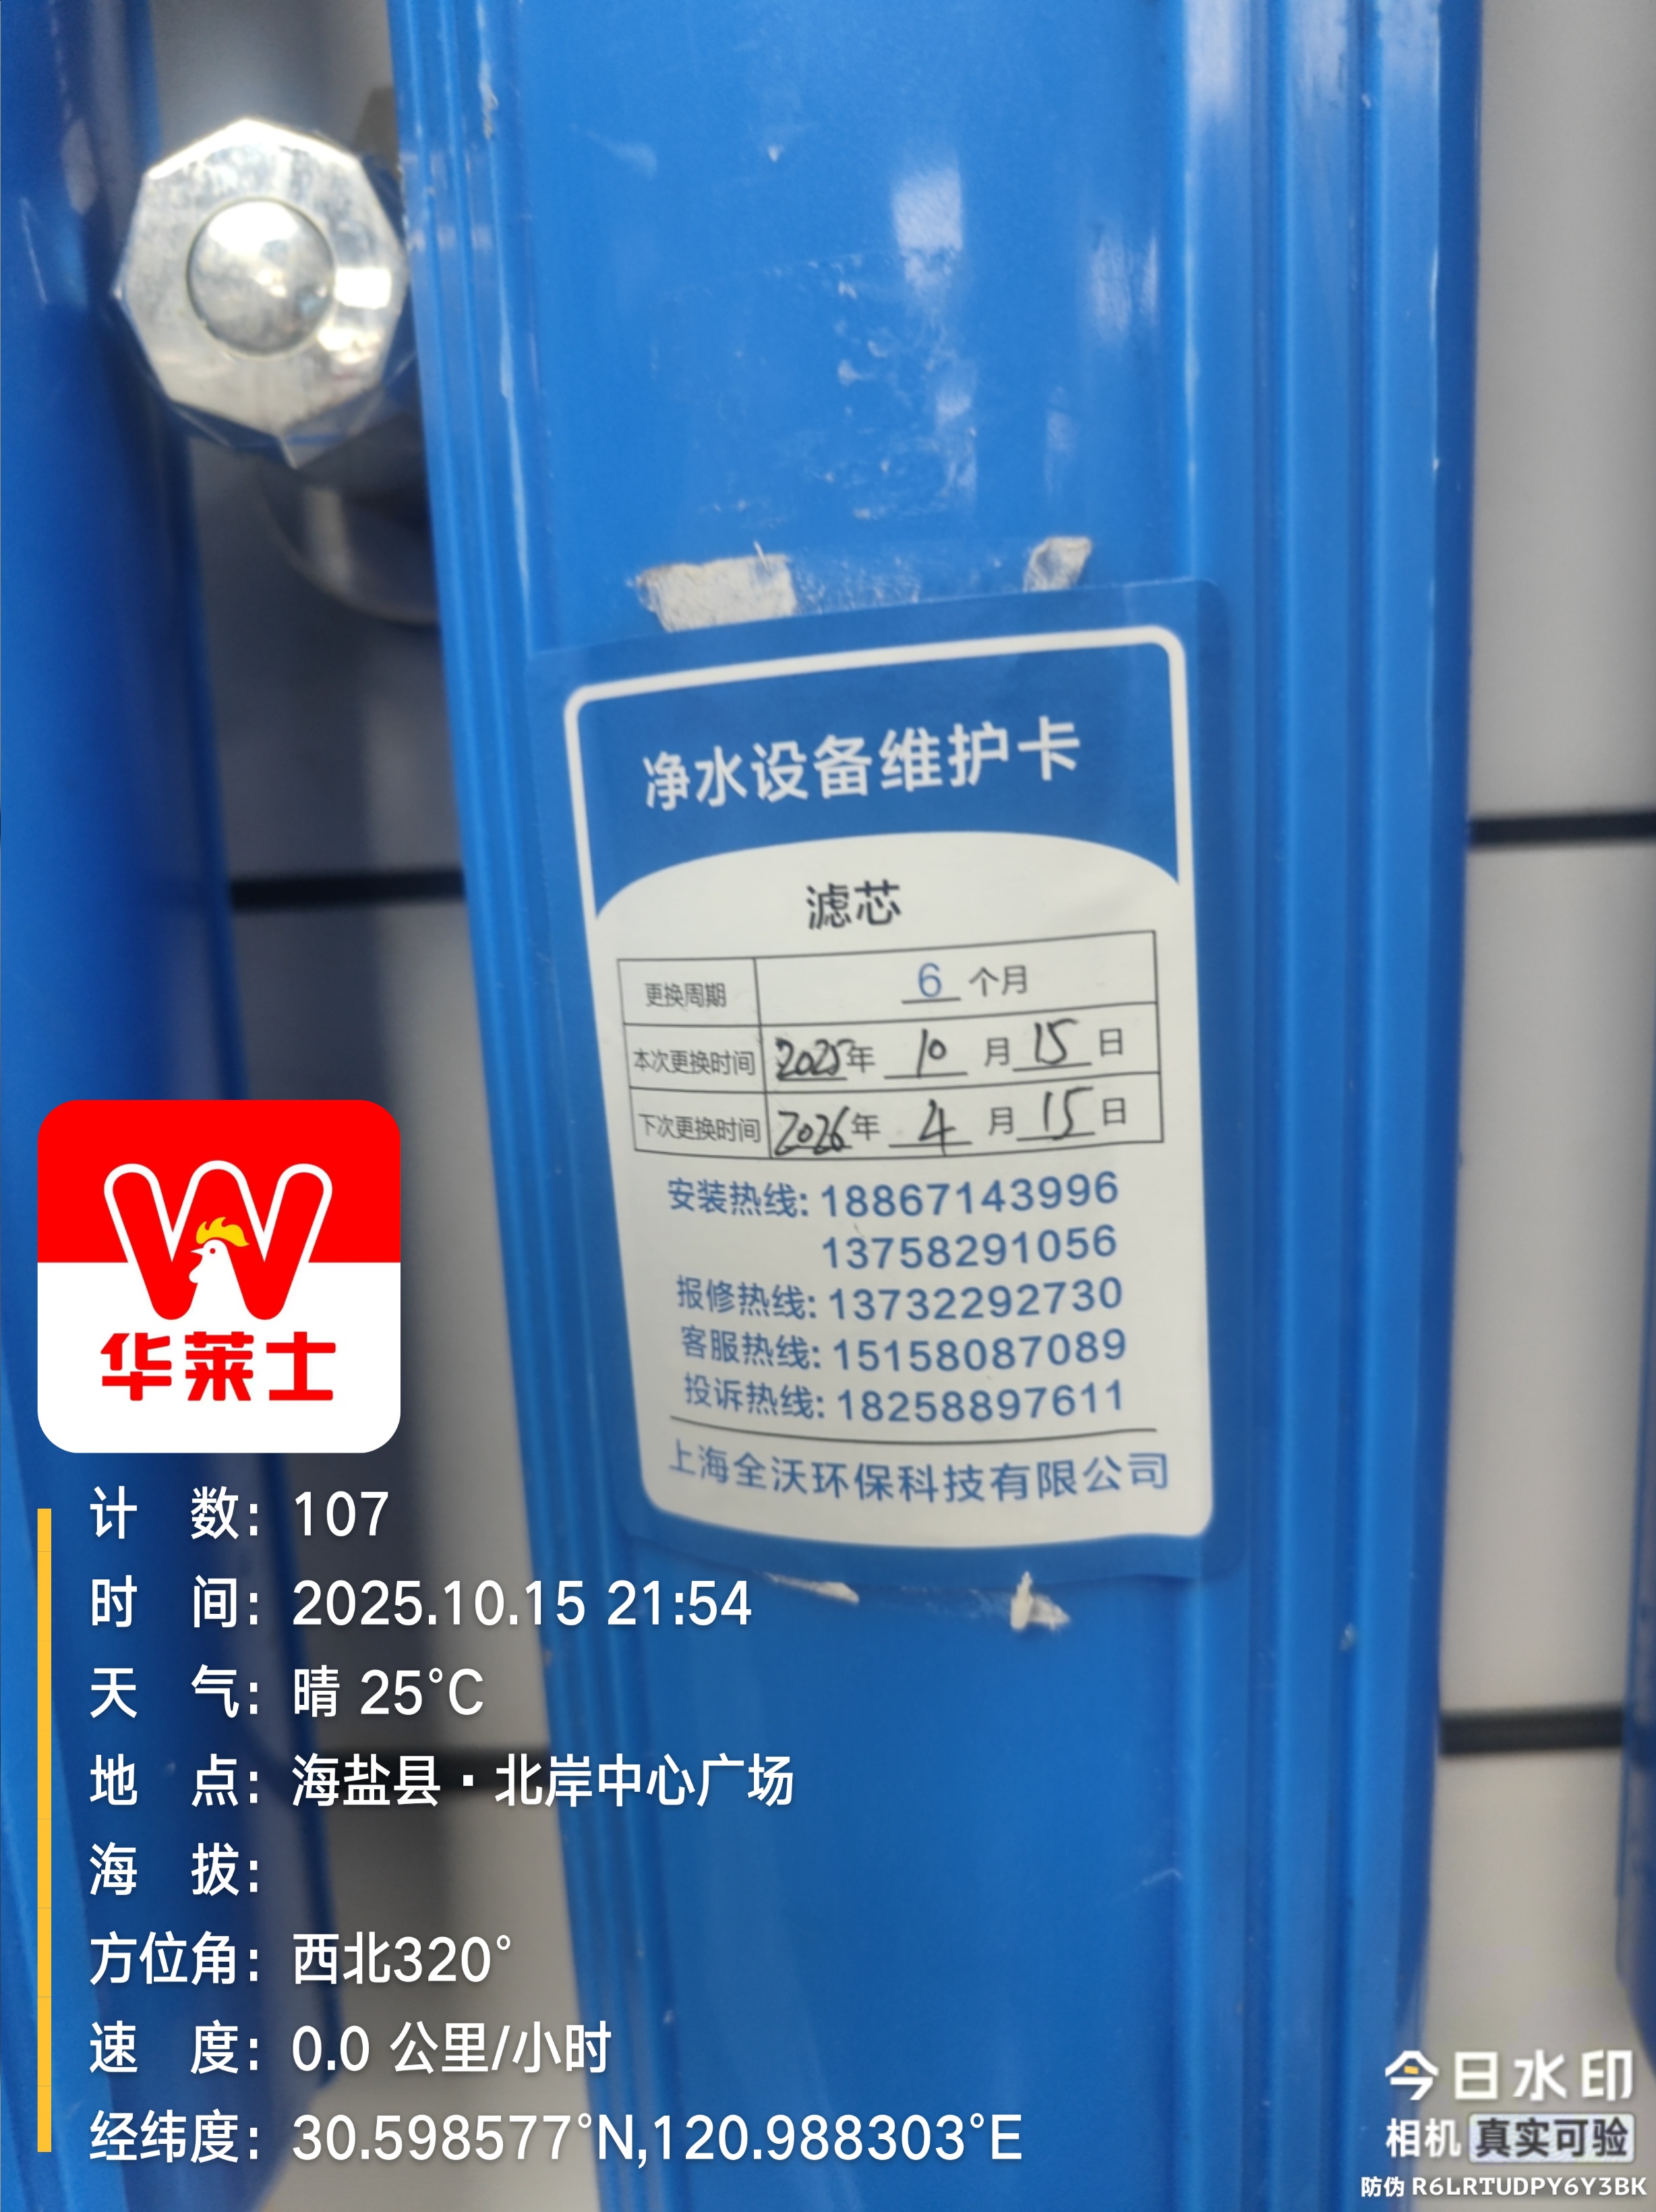 净水设备维护卡
滤芯
更换周期 6 个月
本次更换时间 2025年 10 月 15 日
下次更换时间 2026年 4 月 15 日
安装热线: 18867143996
13758291056
报修热线: 13732292730
客服热线: 15158087089
投诉热线: 18258897611
上海全沃环保科技有限公司
华莱士
计 数: 107
时 间: 2025.10.15 21:54
天 气: 晴 25°C
地 点: 海盐县·北岸中心广场
海 拔:
方位角: 西北320°
速 度: 0.0 公里/小时
经纬度: 30.598577°N,120.988303°E
今日水印
相机 真实可验
防伪 R6LRTUDPY6Y3BK